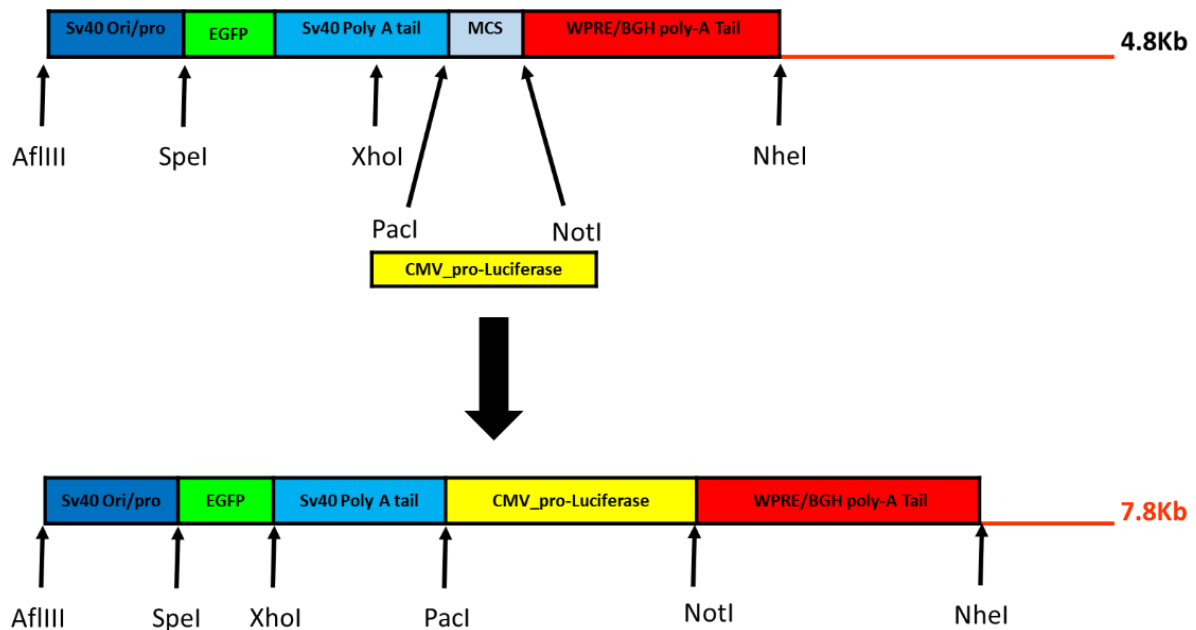 Sv40 Ori/pro
EGFP
Sv40 Poly A tail
MCS
WPRE/BGH poly-A Tail
4.8Kb
AflIII
SpeI
XhoI
NheI
PacI
NotI
CMV_pro-Luciferase
Sv40 Ori/pro
EGFP
Sv40 Poly A tail
CMV_pro-Luciferase
WPRE/BGH poly-A Tail
7.8Kb
AflIII
SpeI
XhoI
PacI
NotI
NheI